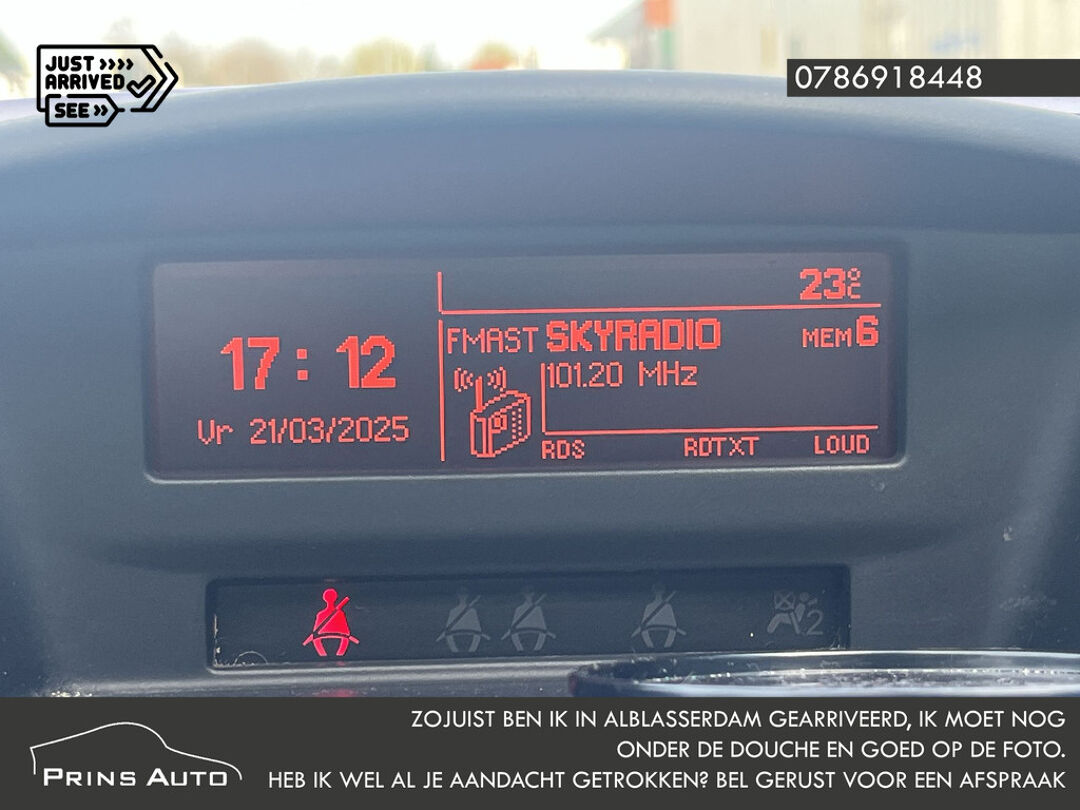 JUST »»
ARRIVED
SEE »
0786918448
23°C
17:12
FMAST SKYRADIO MEM 6
101.20 MHz
Vr 21/03/2025
RDS RDTXT LOUD
2
ZOJUIST BEN IK IN ALBLASSERDAM GEARRIVEERD, IK MOET NOG
ONDER DE DOUCHE EN GOED OP DE FOTO.
HEB IK WEL AL JE AANDACHT GETROKKEN? BEL GERUST VOOR EEN AFSPRAAK
PRINS AUTO